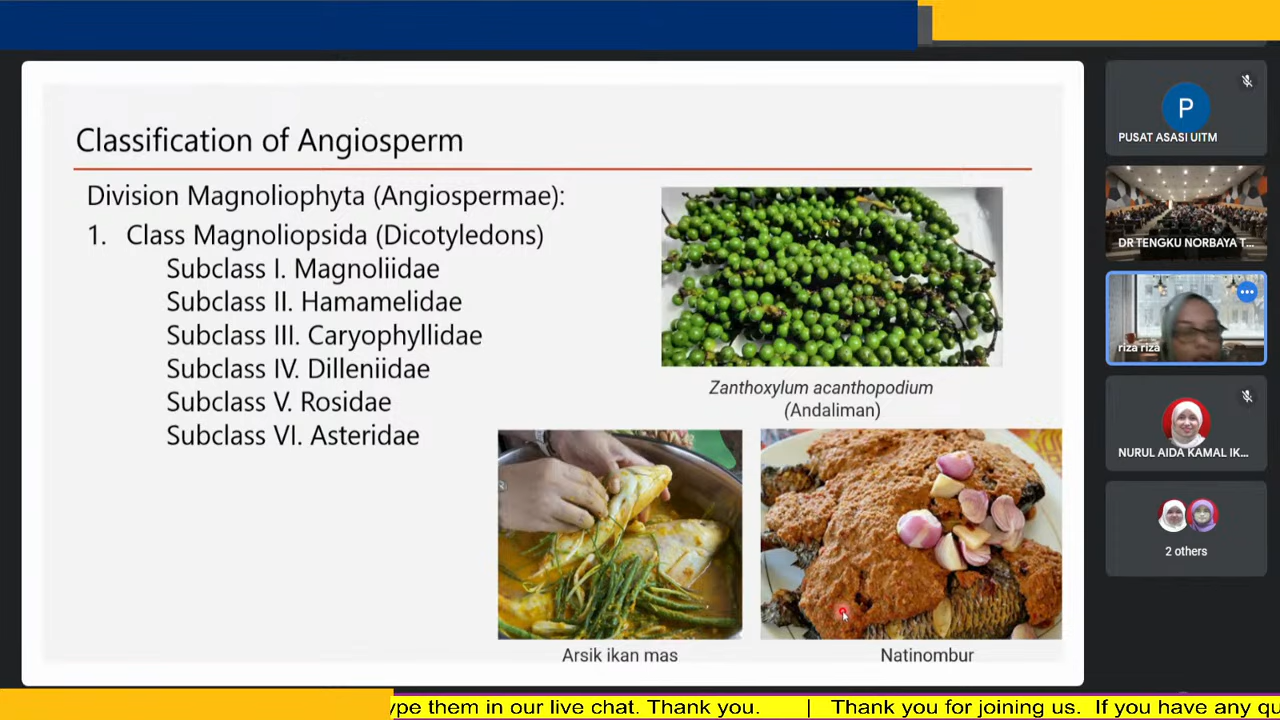 Classification of Angiosperm
Division Magnoliophyta (Angiospermae):
1. Class Magnoliopsida (Dicotyledons)
Subclass I. Magnoliidae
Subclass II. Hamamelidae
Subclass III. Caryophyllidae
Subclass IV. Dilleniidae
Subclass V. Rosidae
Subclass VI. Asteridae
Zanthoxylum acanthopodium
(Andaliman)
Arsik ikan mas
Natinombur
P
PUSAT ASASI UITM
DR TENGKU NORBAYA T...
riza riza
NURUL AIDA KAMAL IK...
2 others
ype them in our live chat. Thank you. | Thank you for joining us. If you have any qu